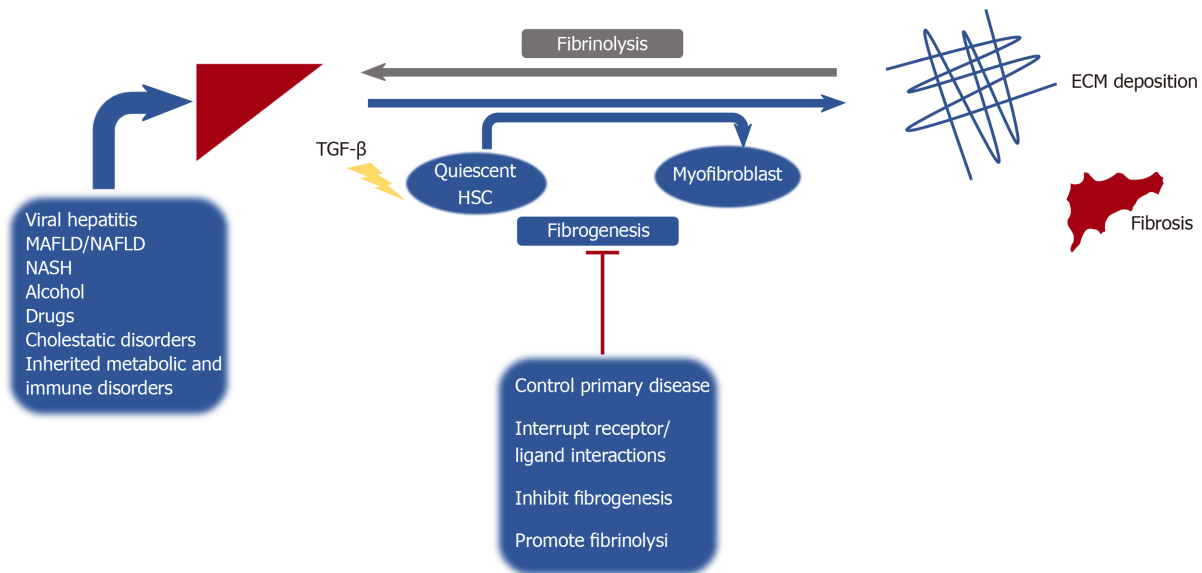 Fibrinolysis
ECM deposition
TGF-β
Quiescent
HSC
Myofibroblast
Fibrosis
Fibrogenesis
Viral hepatitis
MAFLD/NAFLD
NASH
Alcohol
Drugs
Cholestatic disorders
Inherited metabolic and
immune disorders
Control primary disease
Interrupt receptor/
ligand interactions
Inhibit fibrogenesis
Promote fibrinolysi